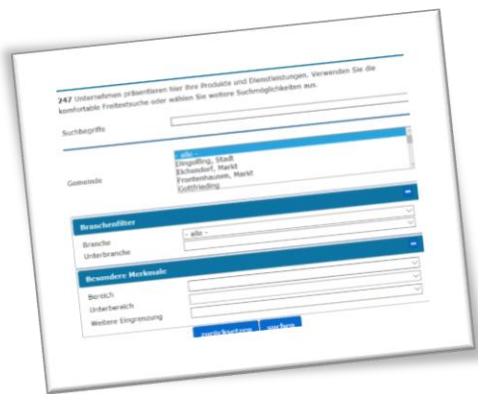 247 Unternehmen präsentieren hier ihre Produkte und Dienstleistungen. Verwenden Sie die
komfortable Freitextsuche oder wählen Sie weitere Suchmöglichkeiten aus.
Suchbegriffe
Gemeinde
- alle -
Dingolfing, Stadt
Eichendorf, Markt
Frontenhausen, Markt
Gottfrieding
Branchenfilter
Branche
- alle -
Unterbranche
Besondere Merkmale
Bereich
Unterbereich
Weitere Eingrenzung
zurücksetzen suchen